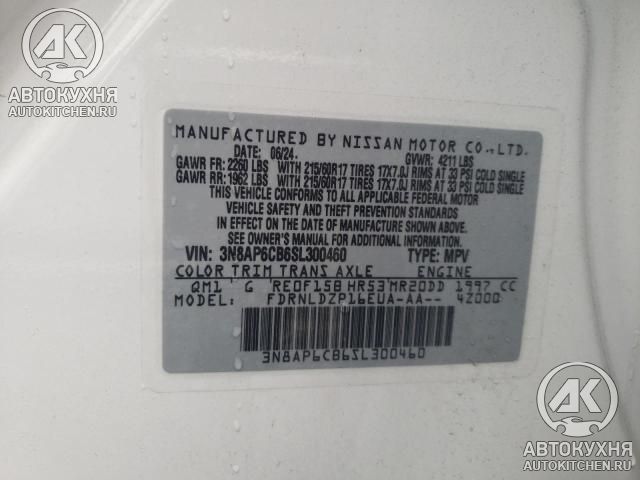 АК
АВТОКУХНЯ
AUTOKITCHEN.RU
MANUFACTURED BY NISSAN MOTOR CO.,LTD.
DATE: 06/24. GVWR: 4211 LBS
GAWR FR: 2260 LBS WITH 215/60R17 TIRES 17X7.0J RIMS AT 33 PSI COLD SINGLE
GAWR RR: 1962 LBS WITH 215/60R17 TIRES 17X7.0J RIMS AT 33 PSI COLD SINGLE
THIS VEHICLE CONFORMS TO ALL APPLICABLE FEDERAL MOTOR
VEHICLE SAFETY AND THEFT PREVENTION STANDARDS
IN EFFECT ON THE DATE OF MANUFACTURE SHOWN ABOVE.
SEE OWNER'S MANUAL FOR ADDITIONAL INFORMATION.
VIN: 3N8AP6CB6SL300460 TYPE: MPV
COLOR TRIM TRANS AXLE ENGINE
QM1 G RE0F15B HR53 MR20DD 1997 CC
MODEL: FDRNLDZP16EUA-AA-- 4Z000
3N8AP6CB6SL300460
АК
АВТОКУХНЯ
AUTOKITCHEN.RU